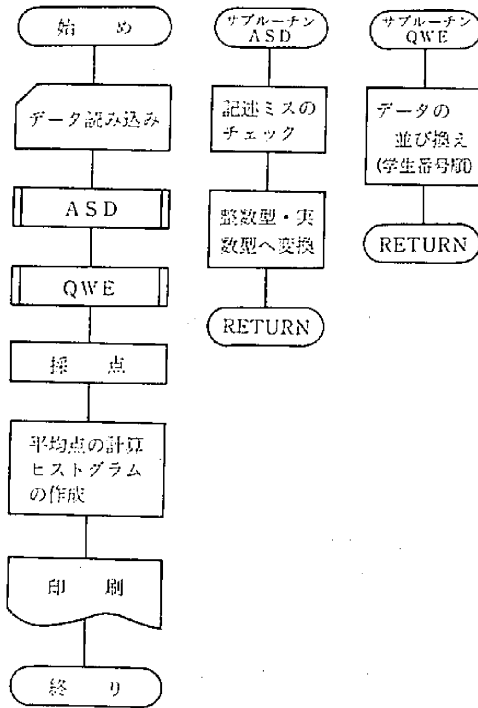 始め
データ読み込み
ASD
QWE
採点
平均点の計算
ヒストグラム
の作成
印刷
終り
サブルーチン
ASD
記述ミスの
チェック
整数型・実
数型へ変換
RETURN
サブルーチン
QWE
データの
並び換え
(学生番号順)
RETURN